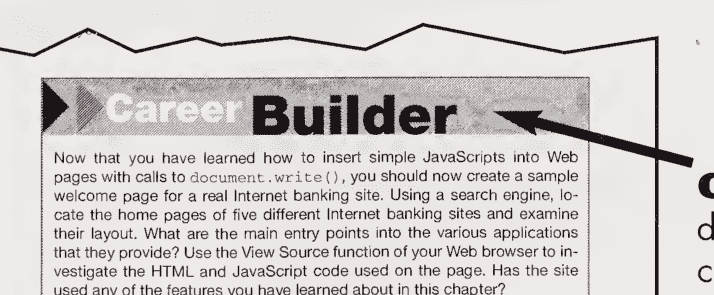 Career Builder
Now that you have learned how to insert simple JavaScripts into Web
pages with calls to document.write(), you should now create a sample
welcome page for a real Internet banking site. Using a search engine, lo-
cate the home pages of five different Internet banking sites and examine
their layout. What are the main entry points into the various applications
that they provide? Use the View Source function of your Web browser to in-
vestigate the HTML and JavaScript code used on the page. Has the site
used any of the features you have learned about in this chapter?
d
c